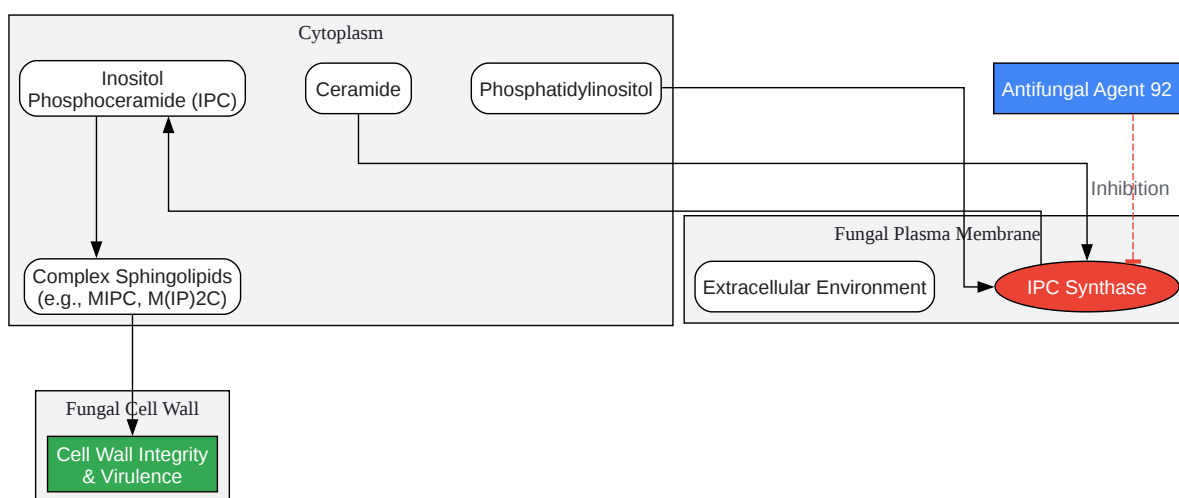 Cytoplasm
Inositol
Phosphoceramide (IPC)
Ceramide
Phosphatidylinositol
Antifungal Agent 92
Inhibition
Fungal Plasma Membrane
Extracellular Environment
IPC Synthase
Complex Sphingolipids
(e.g., MIPC, M(IP)2C)
Fungal Cell Wall
Cell Wall Integrity
& Virulence